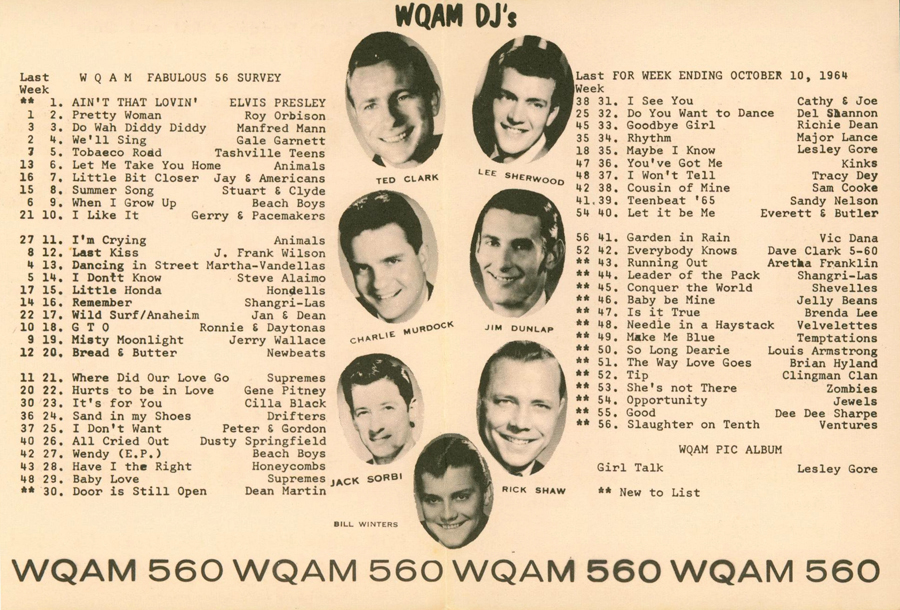 WQAM DJ's
Last W Q A M FABULOUS 56 SURVEY
Week
** 1. AIN'T THAT LOVIN' ELVIS PRESLEY
1 2. Pretty Woman Roy Orbison
3 3. Do Wah Diddy Diddy Manfred Mann
2 4. We'll Sing Gale Garnett
7 5. Tobacco Road Tashville Teens
13 6. Let Me Take You Home Animals
16 7. Little Bit Closer Jay & Americans
15 8. Summer Song Stuart & Clyde
6 9. When I Grow Up Beach Boys
21 10. I Like It Gerry & Pacemakers
27 11. I'm Crying Animals
8 12. Last Kiss J. Frank Wilson
4 13. Dancing in Street Martha-Vandellas
5 14. I Dontt Know Steve Alaimo
17 15. Little Honda Hondells
14 16. Remember Shangri-Las
22 17. Wild Surf/Anaheim Jan & Dean
10 18. G T O Ronnie & Daytonas
9 19. Misty Moonlight Jerry Wallace
12 20. Bread & Butter Newbeats
11 21. Where Did Our Love Go Supremes
20 22. Hurts to be in Love Gene Pitney
30 23. It's for You Cilla Black
36 24. Sand in my Shoes Drifters
37 25. I Don't Want Peter & Gordon
40 26. All Cried Out Dusty Springfield
42 27. Wendy (E.P.) Beach Boys
43 28. Have I the Right Honeycombs
48 29. Baby Love Supremes
** 30. Door is Still Open Dean Martin
TED CLARK
LEE SHERWOOD
CHARLIE MURDOCK
JIM DUNLAP
JACK SORBI
RICK SHAW
BILL WINTERS
Last FOR WEEK ENDING OCTOBER 10, 1964
Week
38 31. I See You Cathy & Joe
25 32. Do You Want to Dance Del Shannon
45 33. Goodbye Girl Richie Dean
35 34. Rhythm Major Lance
18 35. Maybe I Know Lesley Gore
47 36. You've Got Me Kinks
48 37. I Won't Tell Tracy Dey
42 38. Cousin of Mine Sam Cooke
41.39. Teenbeat '65 Sandy Nelson
54 40. Let it be Me Everett & Butler
56 41. Garden in Rain Vic Dana
52 42. Everybody Knows Dave Clark 5-60
** 43. Running Out Aretha Franklin
** 44. Leader of the Pack Shangri-Las
** 45. Conquer the World Shevelles
** 46. Baby be Mine Jelly Beans
** 47. Is it True Brenda Lee
** 48. Needle in a Haystack Velvelettes
** 49. Make Me Blue Temptations
** 50. So Long Dearie Louis Armstrong
** 51. The Way Love Goes Brian Hyland
** 52. Tip Clingman Clan
** 53. She's not There Zombies
** 54. Opportunity Jewels
** 55. Good Dee Dee Sharpe
** 56. Slaughter on Tenth Ventures
WQAM PIC ALBUM
Girl Talk Lesley Gore
** New to List
WQAM 560 WQAM 560 WQAM 560 WQAM 560